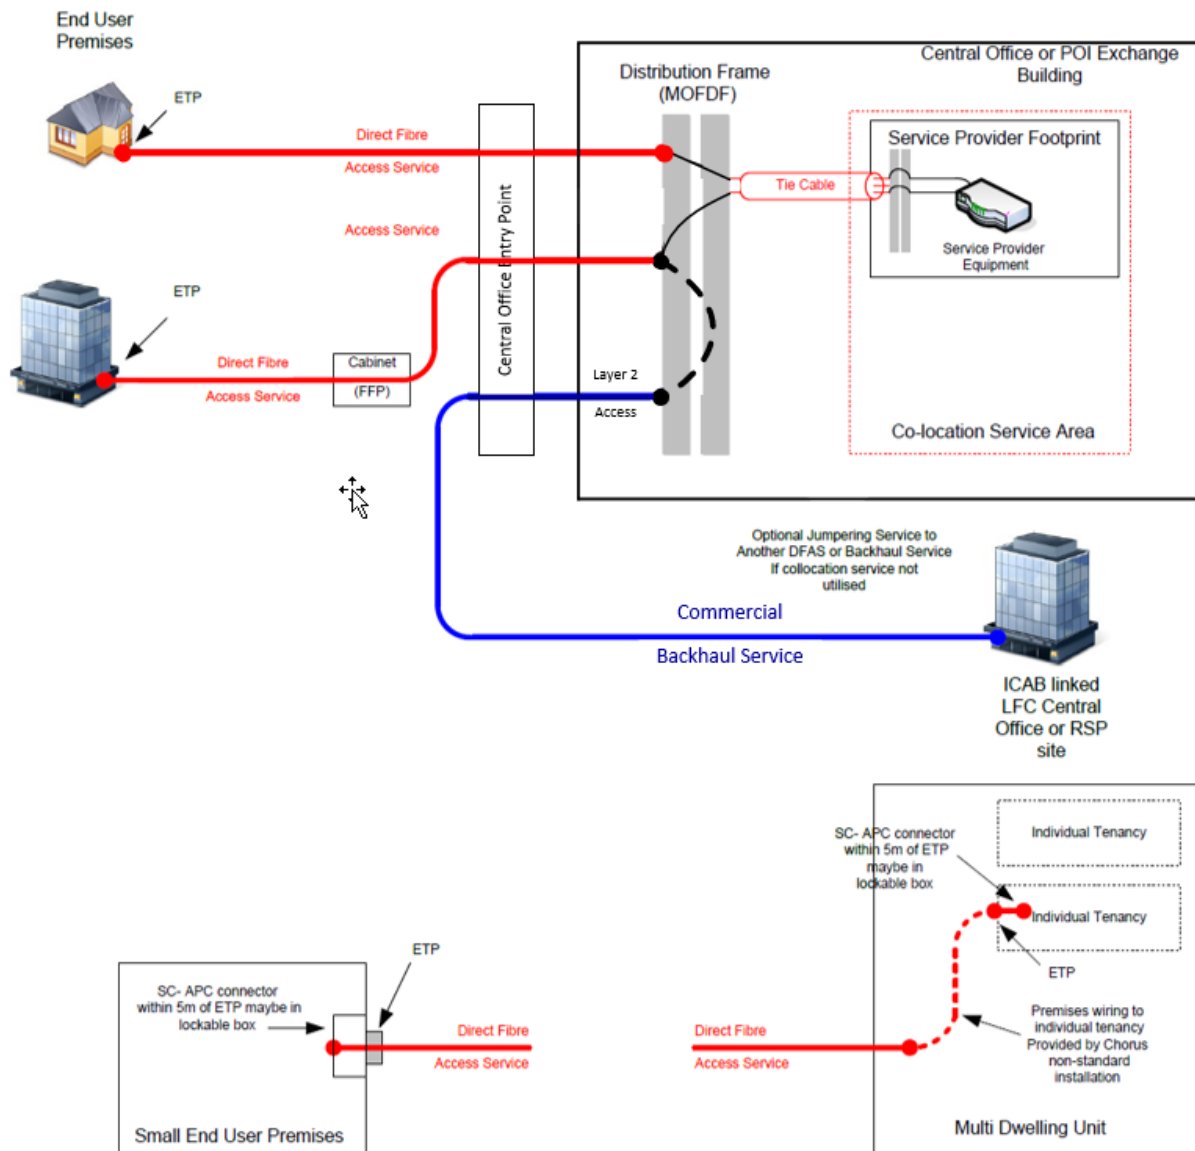 End User
Premises
ETP
Direct Fibre
Access Service
Access Service
ETP
Direct Fibre
Access Service
Cabinet
(FFP)
Central Office Entry Point
Central Office or POI Exchange
Building
Distribution Frame
(MOFDF)
Tie Cable
Service Provider Footprint
Service Provider
Equipment
Layer 2
Access
Co-location Service Area
Optional Jumpering Service to
Another DFAS or Backhaul Service
If collocation service not
utilised
Commercial
Backhaul Service
ICAB linked
LFC Central
Office or RSP
site
ETP
SC- APC connector
within 5m of ETP maybe in
lockable box
Direct Fibre
Access Service
Small End User Premises
Direct Fibre
Access Service
SC- APC connector
within 5m of ETP
maybe in
lockable box
Individual Tenancy
Individual Tenancy
ETP
Premises wiring to
individual tenancy
Provided by Chorus
non-standard
installation
Multi Dwelling Unit